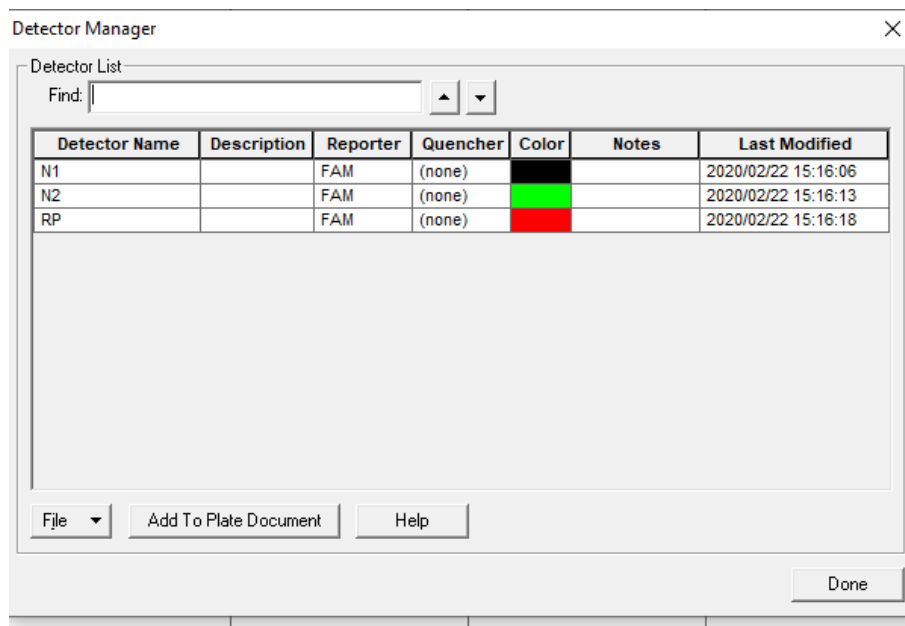 Detector Manager
Detector List
Find:
Detector Name Description Reporter Quencher Color Notes Last Modified
N1 FAM (none) 2020/02/22 15:16:06
N2 FAM (none) 2020/02/22 15:16:13
RP FAM (none) 2020/02/22 15:16:18
File Add To Plate Document Help
Done